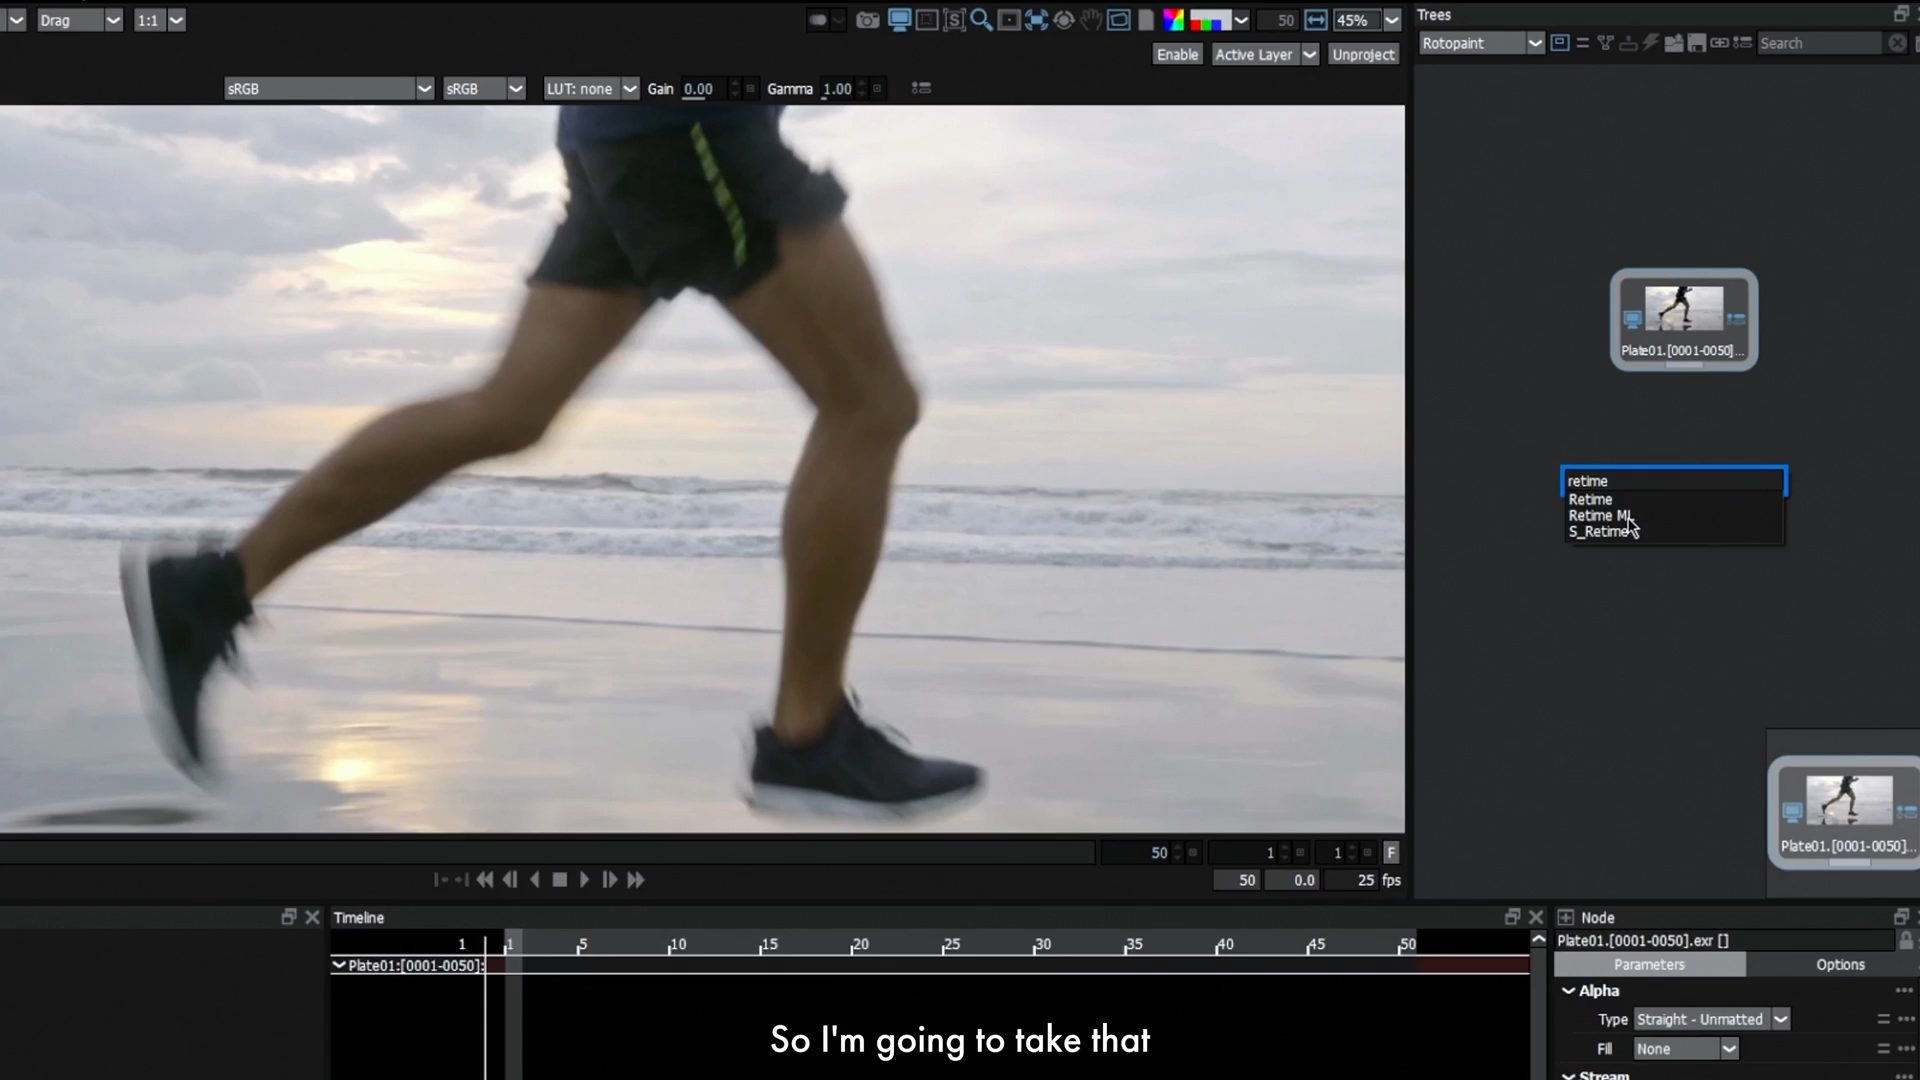 Drag
1:1
50
45%
Trees
Enable
Active Layer
Unproject
Rotopaint
Search
sRGB
sRGB
LUT: none
Gain
0.00
Gamma
1.00
Plate01.[0001-0050]...
retime
Retime
Retime ML
S_Retime
Plate01.[0001-0050]...
50
1
1
F
50
0.0
25 fps
Timeline
1
1
5
10
15
20
25
30
35
40
45
50
Plate01:[0001-0050]:
Node
Plate01.[0001-0050].exr []
Parameters
Options
Alpha
Type
Straight - Unmatted
Fill
None
Stream
So I'm going to take that